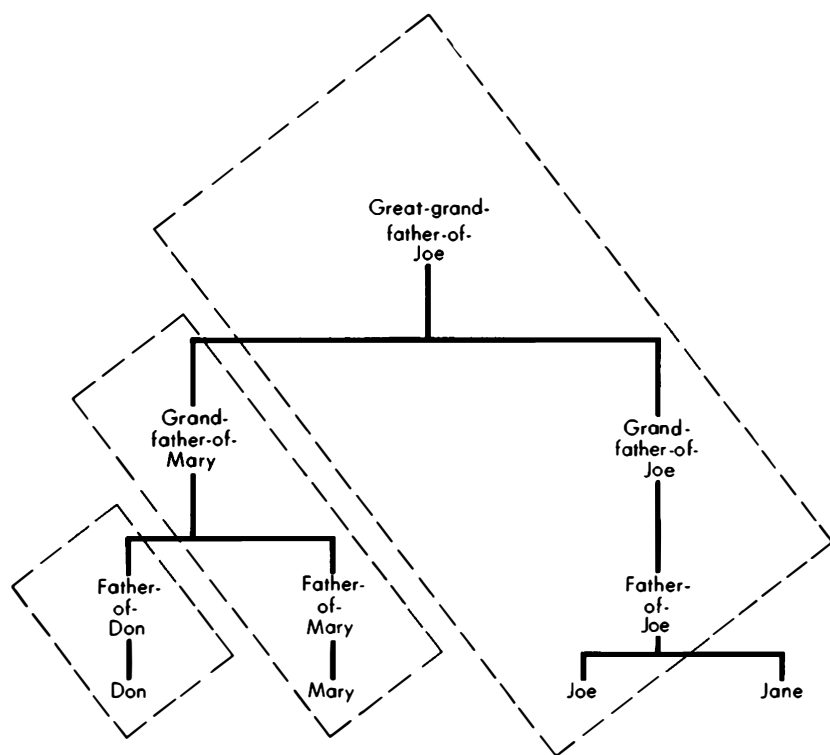 Great-grand-
father-of-
Joe
Grand-
father-of-
Mary
Grand-
father-of-
Joe
Father-
of-
Don
Father-
of-
Mary
Father-
of-
Joe
Don
Mary
Joe
Jane